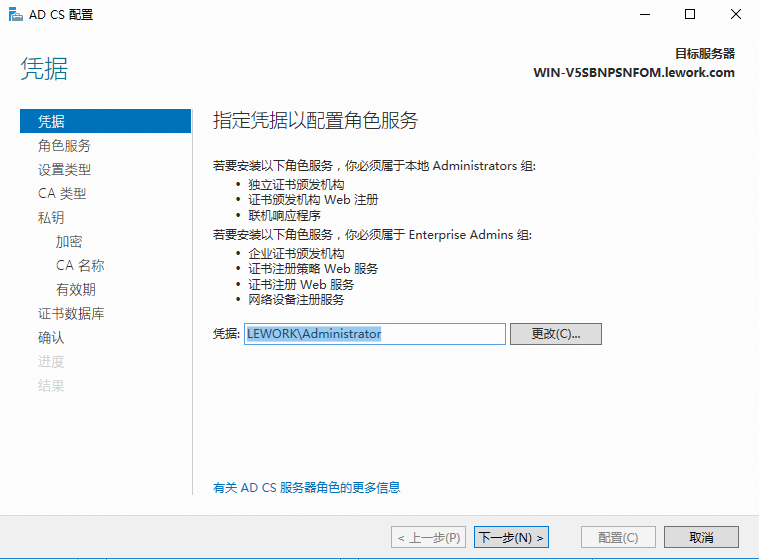 AD CS 配置
凭据
目标服务器
WIN-V5SBNPSNFOM.lework.com
凭据
角色服务
设置类型
CA 类型
私钥
加密
CA 名称
有效期
证书数据库
确认
进度
结果
指定凭据以配置角色服务
若要安装以下角色服务，你必须属于本地 Administrators 组:
• 独立证书颁发机构
• 证书颁发机构 Web 注册
• 联机响应程序
若要安装以下角色服务，你必须属于 Enterprise Admins 组:
• 企业证书颁发机构
• 证书注册策略 Web 服务
• 证书注册 Web 服务
• 网络设备注册服务
凭据: LEWORK\Administrator 更改(C)...
有关 AD CS 服务器角色的更多信息
< 上一步(P) 下一步(N) > 配置(C) 取消